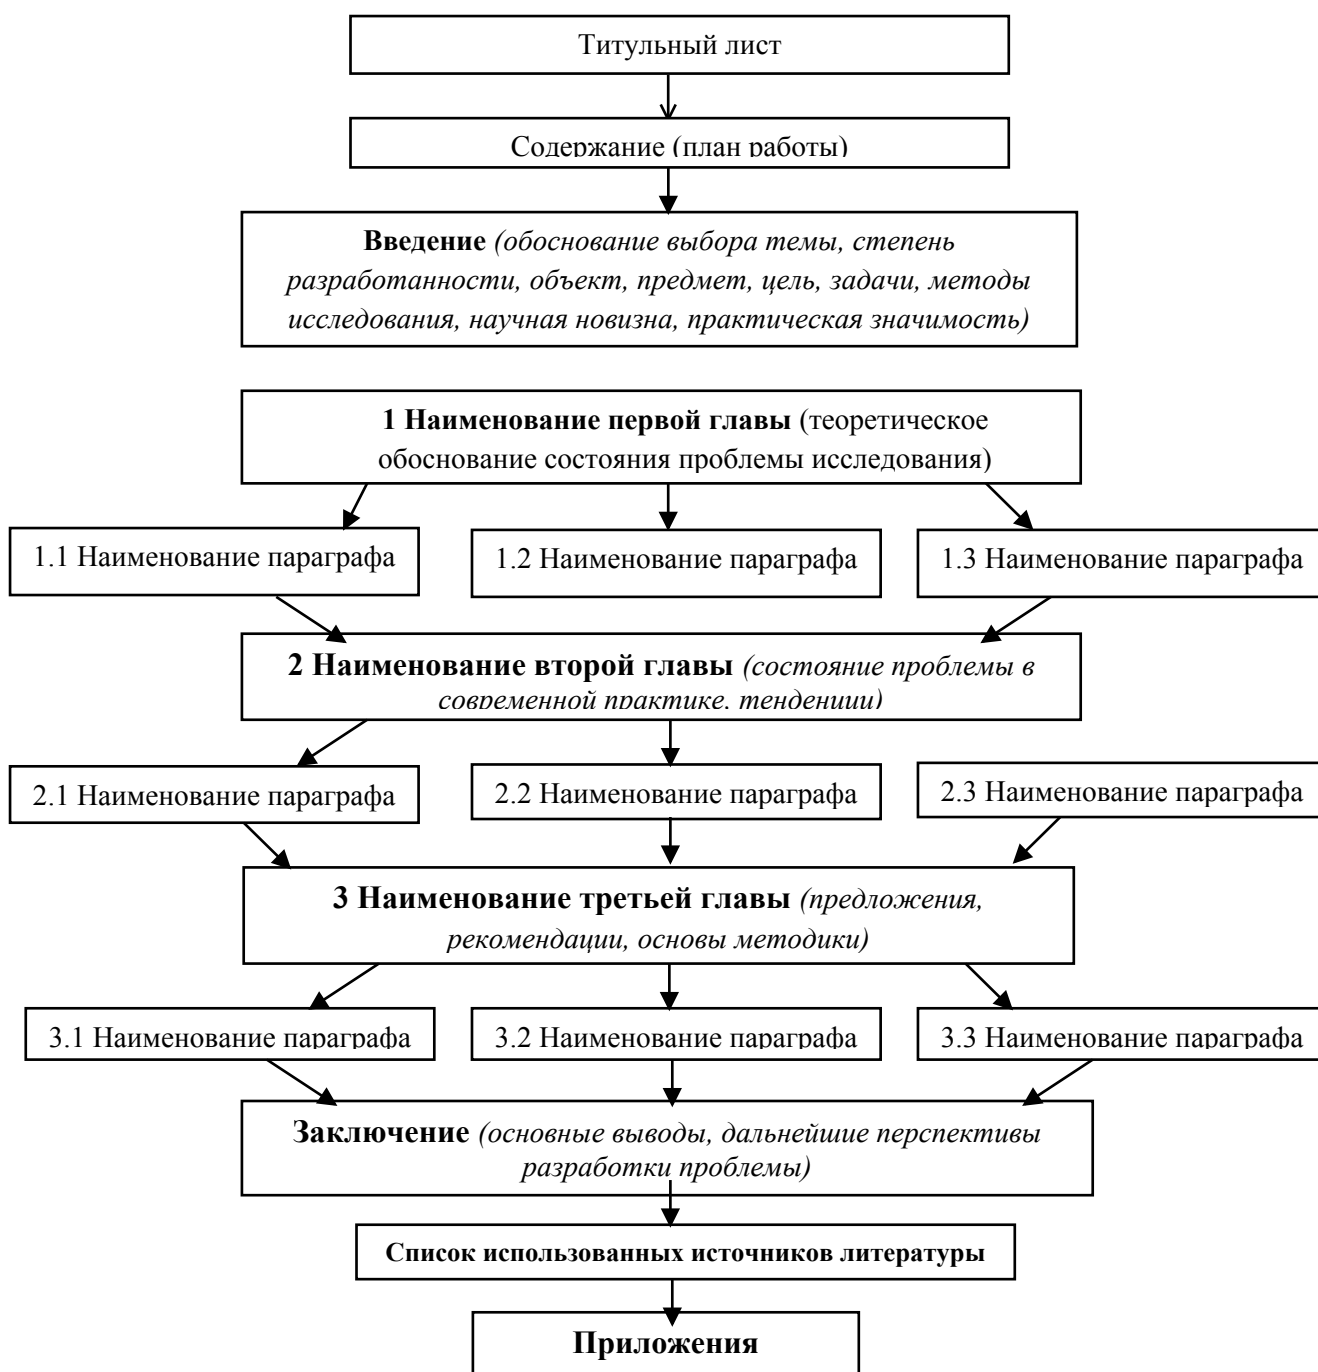 Титульный лист
Содержание (план работы)
Введение (обоснование выбора темы, степень
разработанности, объект, предмет, цель, задачи, методы
исследования, научная новизна, практическая значимость)
1 Наименование первой главы (теоретическое
обоснование состояния проблемы исследования)
1.1 Наименование параграфа
1.2 Наименование параграфа
1.3 Наименование параграфа
2 Наименование второй главы (состояние проблемы в
современной практике, тенденции)
2.1 Наименование параграфа
2.2 Наименование параграфа
2.3 Наименование параграфа
3 Наименование третьей главы (предложения,
рекомендации, основы методики)
3.1 Наименование параграфа
3.2 Наименование параграфа
3.3 Наименование параграфа
Заключение (основные выводы, дальнейшие перспективы
разработки проблемы)
Список использованных источников литературы
Приложения